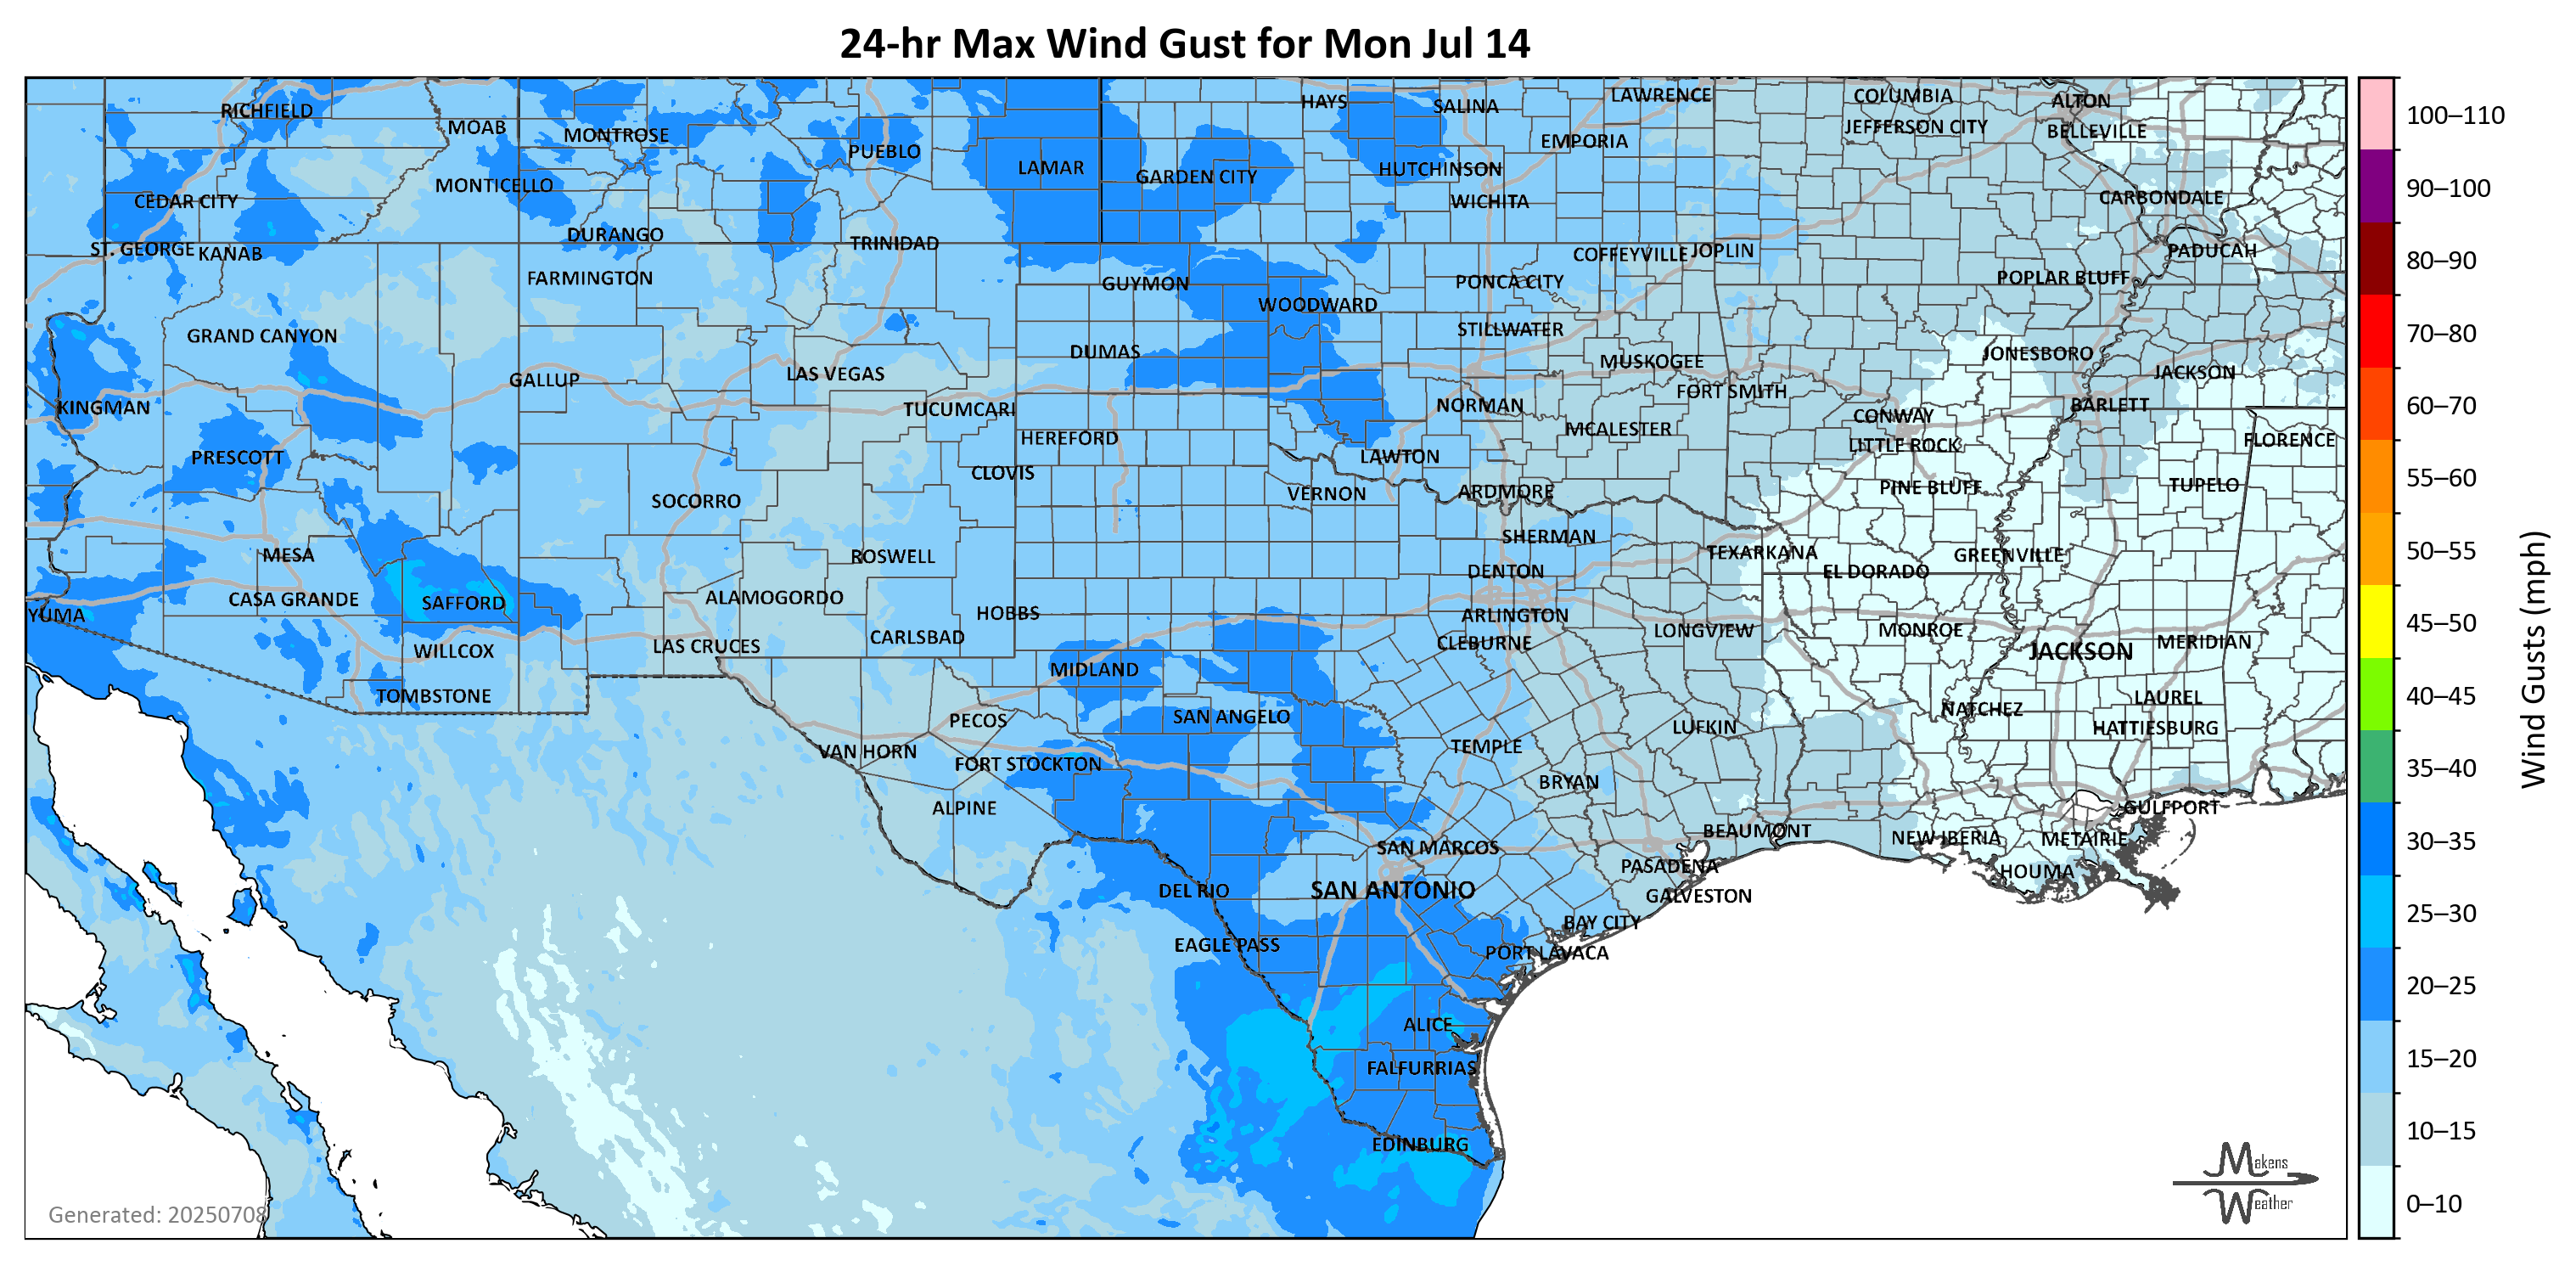 24-hr Max Wind Gust for Mon Jul 14
RICHFIELD
MOAB
MONTROSE
PUEBLO
LAMAR
HAYS
SALINA
LAWRENCE
COLUMBIA
ALTON
JEFFERSON CITY
BELLEVILLE
EMPORIA
GARDEN CITY
HUTCHINSON
MONTICELLO
CEDAR CITY
WICHITA
CARBONDALE
DURANGO
TRINIDAD
ST. GEORGE
KANAB
COFFEYVILLE
JOPLIN
PADUCAH
FARMINGTON
GUYMON
PONCA CITY
POPLAR BLUFF
WOODWARD
GRAND CANYON
STILLWATER
DUMAS
MUSKOGEE
JONESBORO
JACKSON
GALLUP
LAS VEGAS
FORT SMITH
KINGMAN
TUCUMCARI
NORMAN
CONWAY
BARLETT
HEREFORD
MCALESTER
LITTLE ROCK
FLORENCE
PRESCOTT
CLOVIS
LAWTON
SOCORRO
VERNON
ARDMORE
PINE BLUFF
TUPELO
MESA
ROSWELL
SHERMAN
TEXARKANA
GREENVILLE
DENTON
EL DORADO
CASA GRANDE
SAFFORD
ALAMOGORDO
HOBBS
ARLINGTON
YUMA
CARLSBAD
CLEBURNE
LONGVIEW
MONROE
JACKSON
MERIDIAN
WILLCOX
LAS CRUCES
MIDLAND
TOMBSTONE
PECOS
SAN ANGELO
LUFKIN
NATCHEZ
LAUREL
HATTIESBURG
VAN HORN
FORT STOCKTON
TEMPLE
BRYAN
ALPINE
GULFPORT
BEAUMONT
NEW IBERIA
METAIRIE
SAN MARCOS
PASADENA
HOUMA
DEL RIO
SAN ANTONIO
GALVESTON
BAY CITY
EAGLE PASS
PORT LAVACA
ALICE
FALFURRIAS
EDINBURG
Generated: 20250708
Makens
Weather
100–110
90–100
80–90
70–80
60–70
55–60
50–55
45–50
40–45
35–40
30–35
25–30
20–25
15–20
10–15
0–10
Wind Gusts (mph)